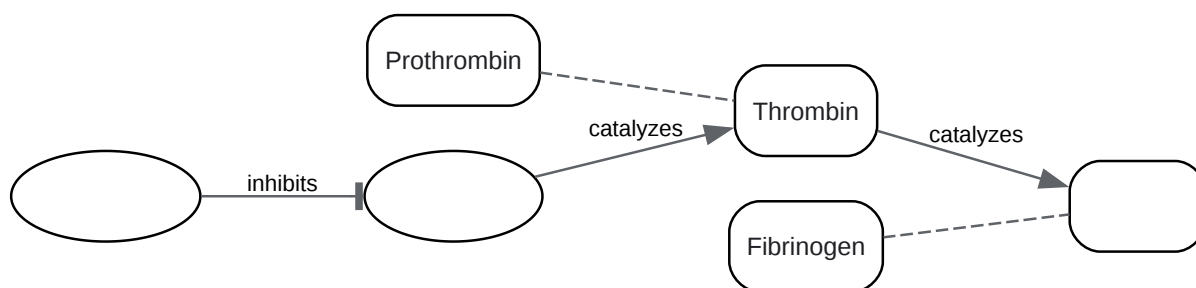 Prothrombin
catalyzes
Thrombin
catalyzes
inhibits
Fibrinogen